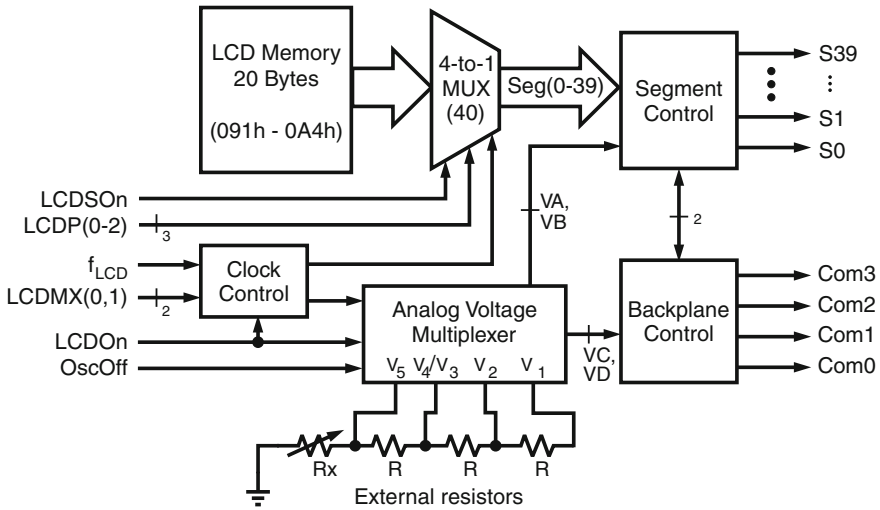 LCD Memory
20 Bytes
(091h - 0A4h)
4-to-1
MUX
(40)
Seg(0-39)
Segment
Control
S39
S1
S0
LCDSOn
LCDP(0-2)
3
VA,
VB
2
fLCD
LCDMX(0,1)
2
Clock
Control
LCDOn
OscOff
Analog Voltage
Multiplexer
V5 V4/V3 V2 V1
VC,
VD
Backplane
Control
Com3
Com2
Com1
Com0
Rx R R R
External resistors